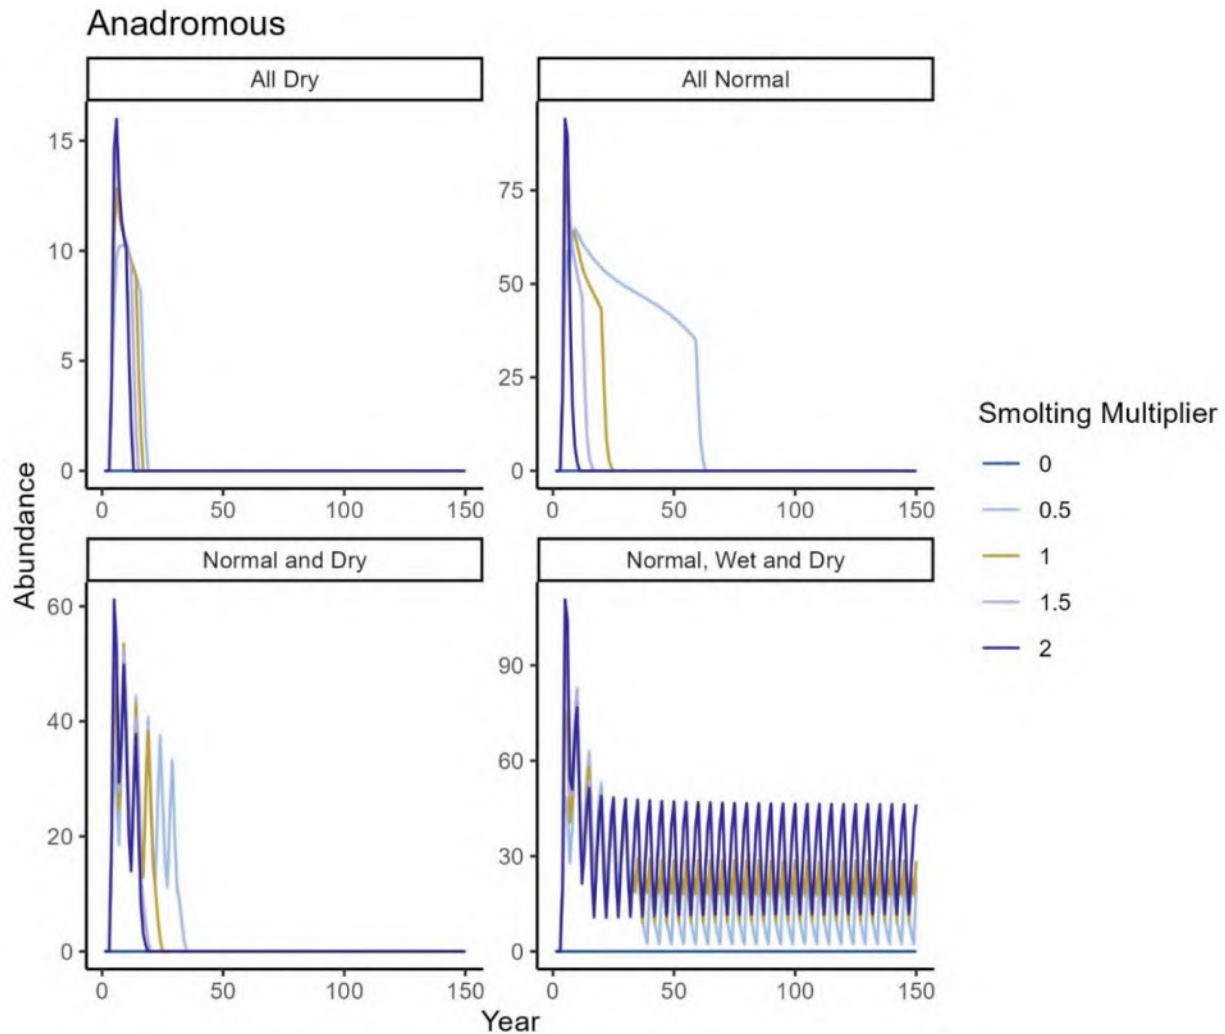 Anadromous
All Dry
All Normal
15
10
5
0
75
50
25
0
0 50 100 150
0 50 100 150
Normal and Dry
Normal, Wet and Dry
60
40
20
0
90
60
30
0
0 50 100 150
0 50 100 150
Abundance
Year
Smolting Multiplier
0
0.5
1
1.5
2